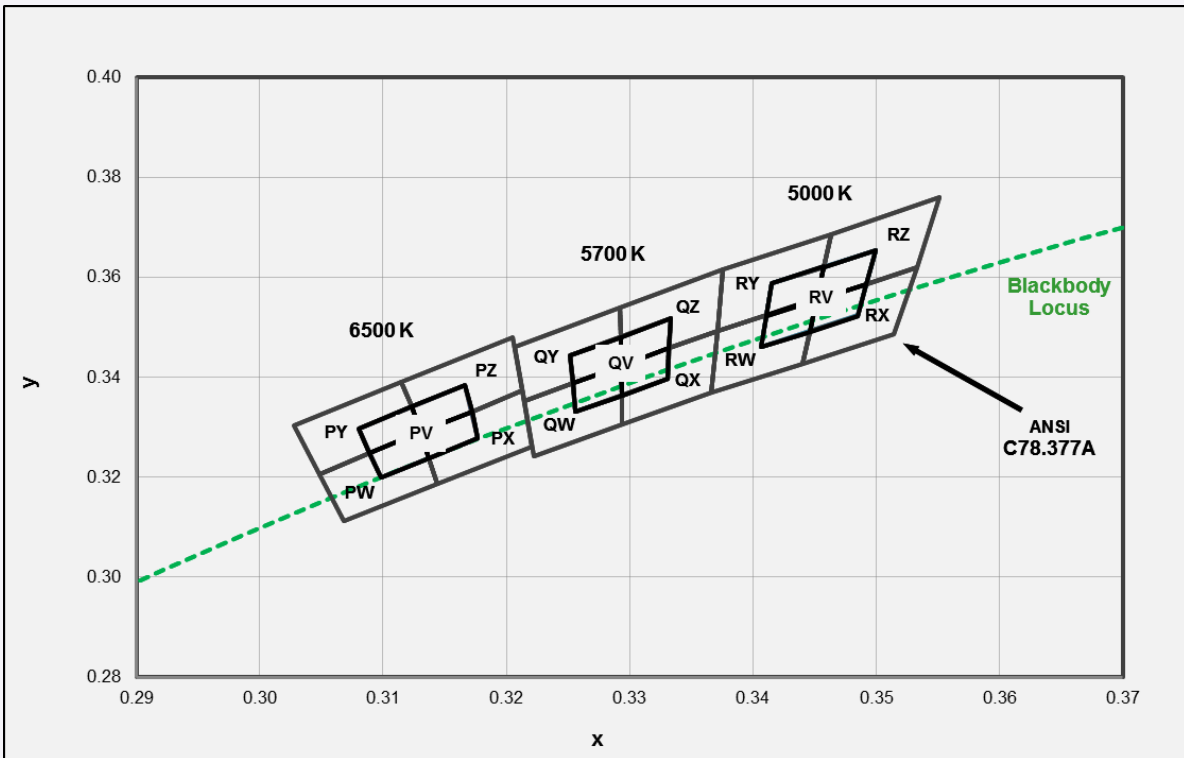 0.40
0.38
0.36
0.34
0.32
0.30
0.28
y
0.29
0.30
0.31
0.32
0.33
0.34
0.35
0.36
0.37
x
6500 K
5700 K
5000 K
PY
PZ
PV
PX
PW
QY
QZ
QV
QX
QW
RY
RZ
RV
RX
RW
Blackbody
Locus
ANSI
C78.377A